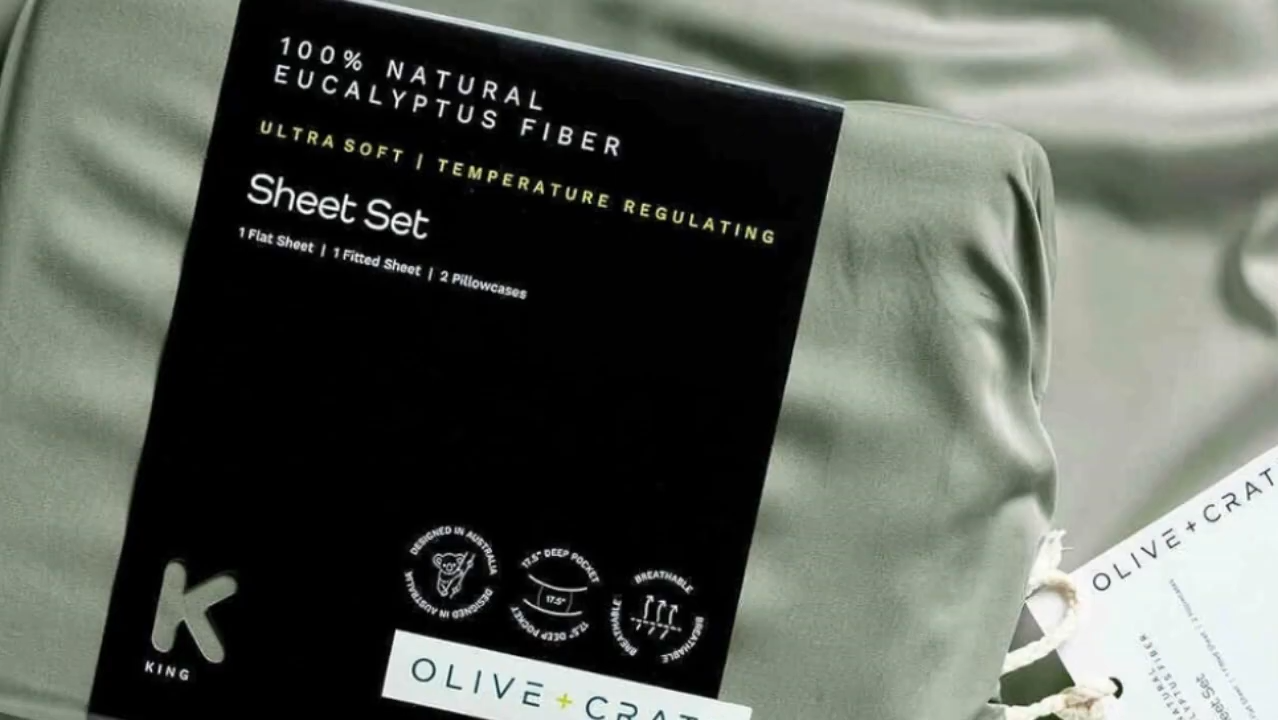 100% NATURAL
EUCALYPTUS FIBER
ULTRA SOFT | TEMPERATURE REGULATING
Sheet Set
1 Flat Sheet | 1 Fitted Sheet | 2 Pillowcases
DESIGNED IN AUSTRALIA
DESIGNED IN AUSTRALIA
17.5" DEEP POCKET
17.5"
17.5" DEEP POCKET
BREATHABLE
BREATHABLE
BREATHABLE
K
KING
OLIVE + CRAT
OLIVE + CRAT